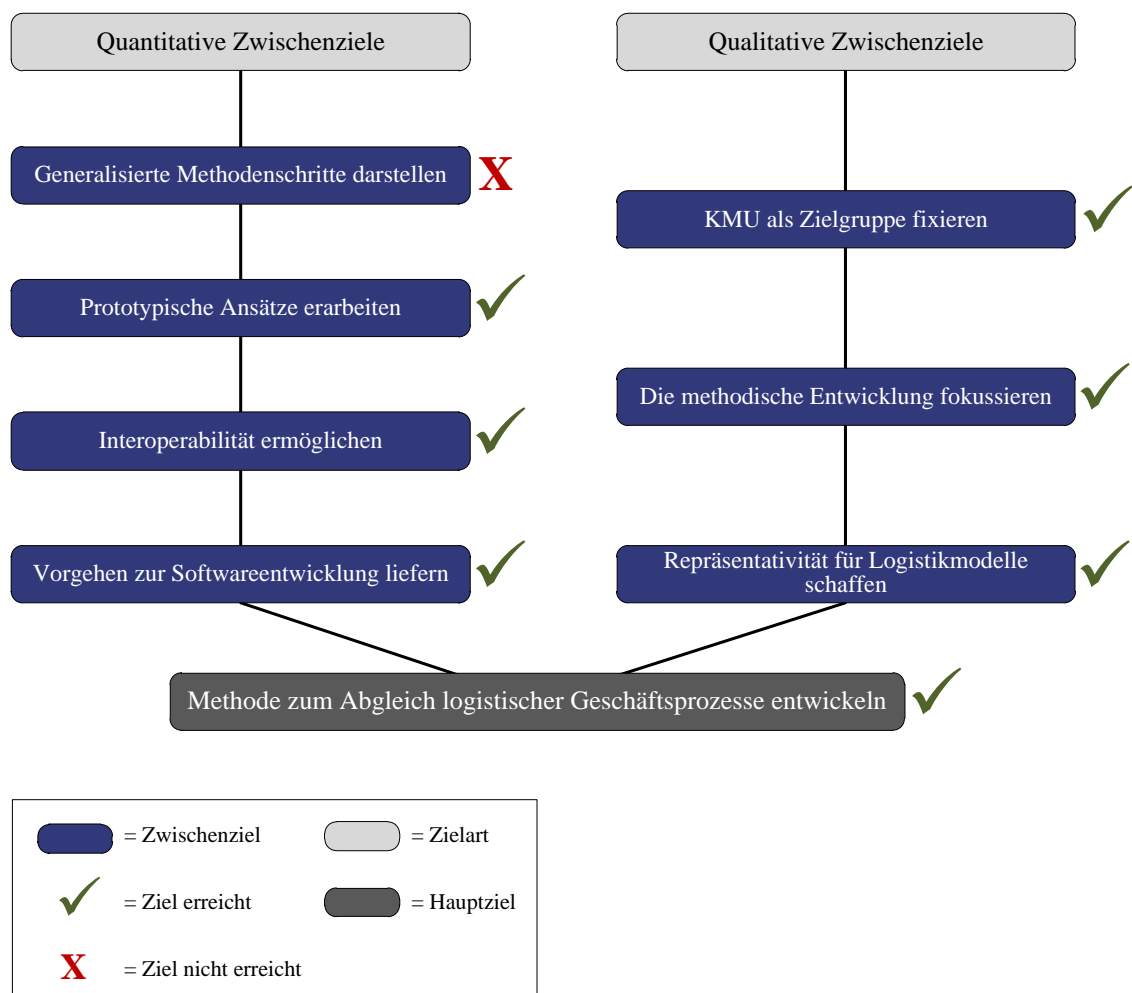 Quantitative Zwischenziele
Generalisierte Methodenschritte darstellen
X
Prototypische Ansätze erarbeiten
Interoperabilität ermöglichen
Vorgehen zur Softwareentwicklung liefern
Qualitative Zwischenziele
KMU als Zielgruppe fixieren
Die methodische Entwicklung fokussieren
Repräsentativität für Logistikmodelle
schaffen
Methode zum Abgleich logistischer Geschäftsprozesse entwickeln
= Zwischenziel
= Zielart
= Ziel erreicht
= Hauptziel
X = Ziel nicht erreicht